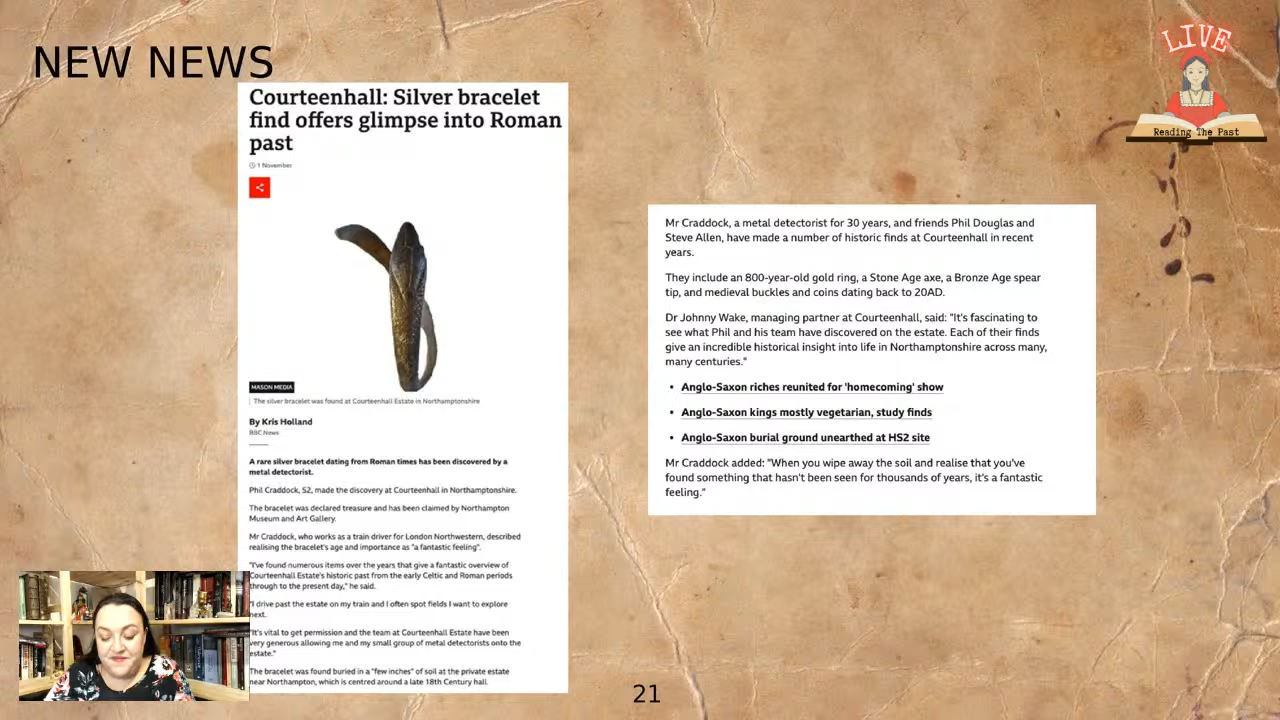 NEW NEWS
LIVE
Reading The Past
Courteenhall: Silver bracelet
find offers glimpse into Roman
past
1 November
MASON MEDIA
The silver bracelet was found at Courteenhall Estate in Northamptonshire
By Kris Holland
BBC News
A rare silver bracelet dating from Roman times has been discovered by a
metal detectorist.
Phil Craddock, 52, made the discovery at Courteenhall in Northamptonshire.
The bracelet was declared treasure and has been claimed by Northampton
Museum and Art Gallery.
Mr Craddock, who works as a train driver for London Northwestern, described
realising the bracelet's age and importance as "a fantastic feeling".
"I've found numerous items over the years that give a fantastic overview of
Courteenhall Estate's historic past from the early Celtic and Roman periods
through to the present day," he said.
"I drive past the estate on my train and I often spot fields I want to explore
next.
"It's vital to get permission and the team at Courteenhall Estate have been
very generous allowing me and my small group of metal detectorists onto the
estate."
The bracelet was found buried in a "few inches" of soil at the private estate
near Northampton, which is centred around a late 18th Century hall.
Mr Craddock, a metal detectorist for 30 years, and friends Phil Douglas and
Steve Allen, have made a number of historic finds at Courteenhall in recent
years.
They include an 800-year-old gold ring, a Stone Age axe, a Bronze Age spear
tip, and medieval buckles and coins dating back to 20AD.
Dr Johnny Wake, managing partner at Courteenhall, said: "It's fascinating to
see what Phil and his team have discovered on the estate. Each of their finds
give an incredible historical insight into life in Northamptonshire across many,
many centuries."
• Anglo-Saxon riches reunited for 'homecoming' show
• Anglo-Saxon kings mostly vegetarian, study finds
• Anglo-Saxon burial ground unearthed at HS2 site
Mr Craddock added: "When you wipe away the soil and realise that you've
found something that hasn't been seen for thousands of years, it's a fantastic
feeling."
21